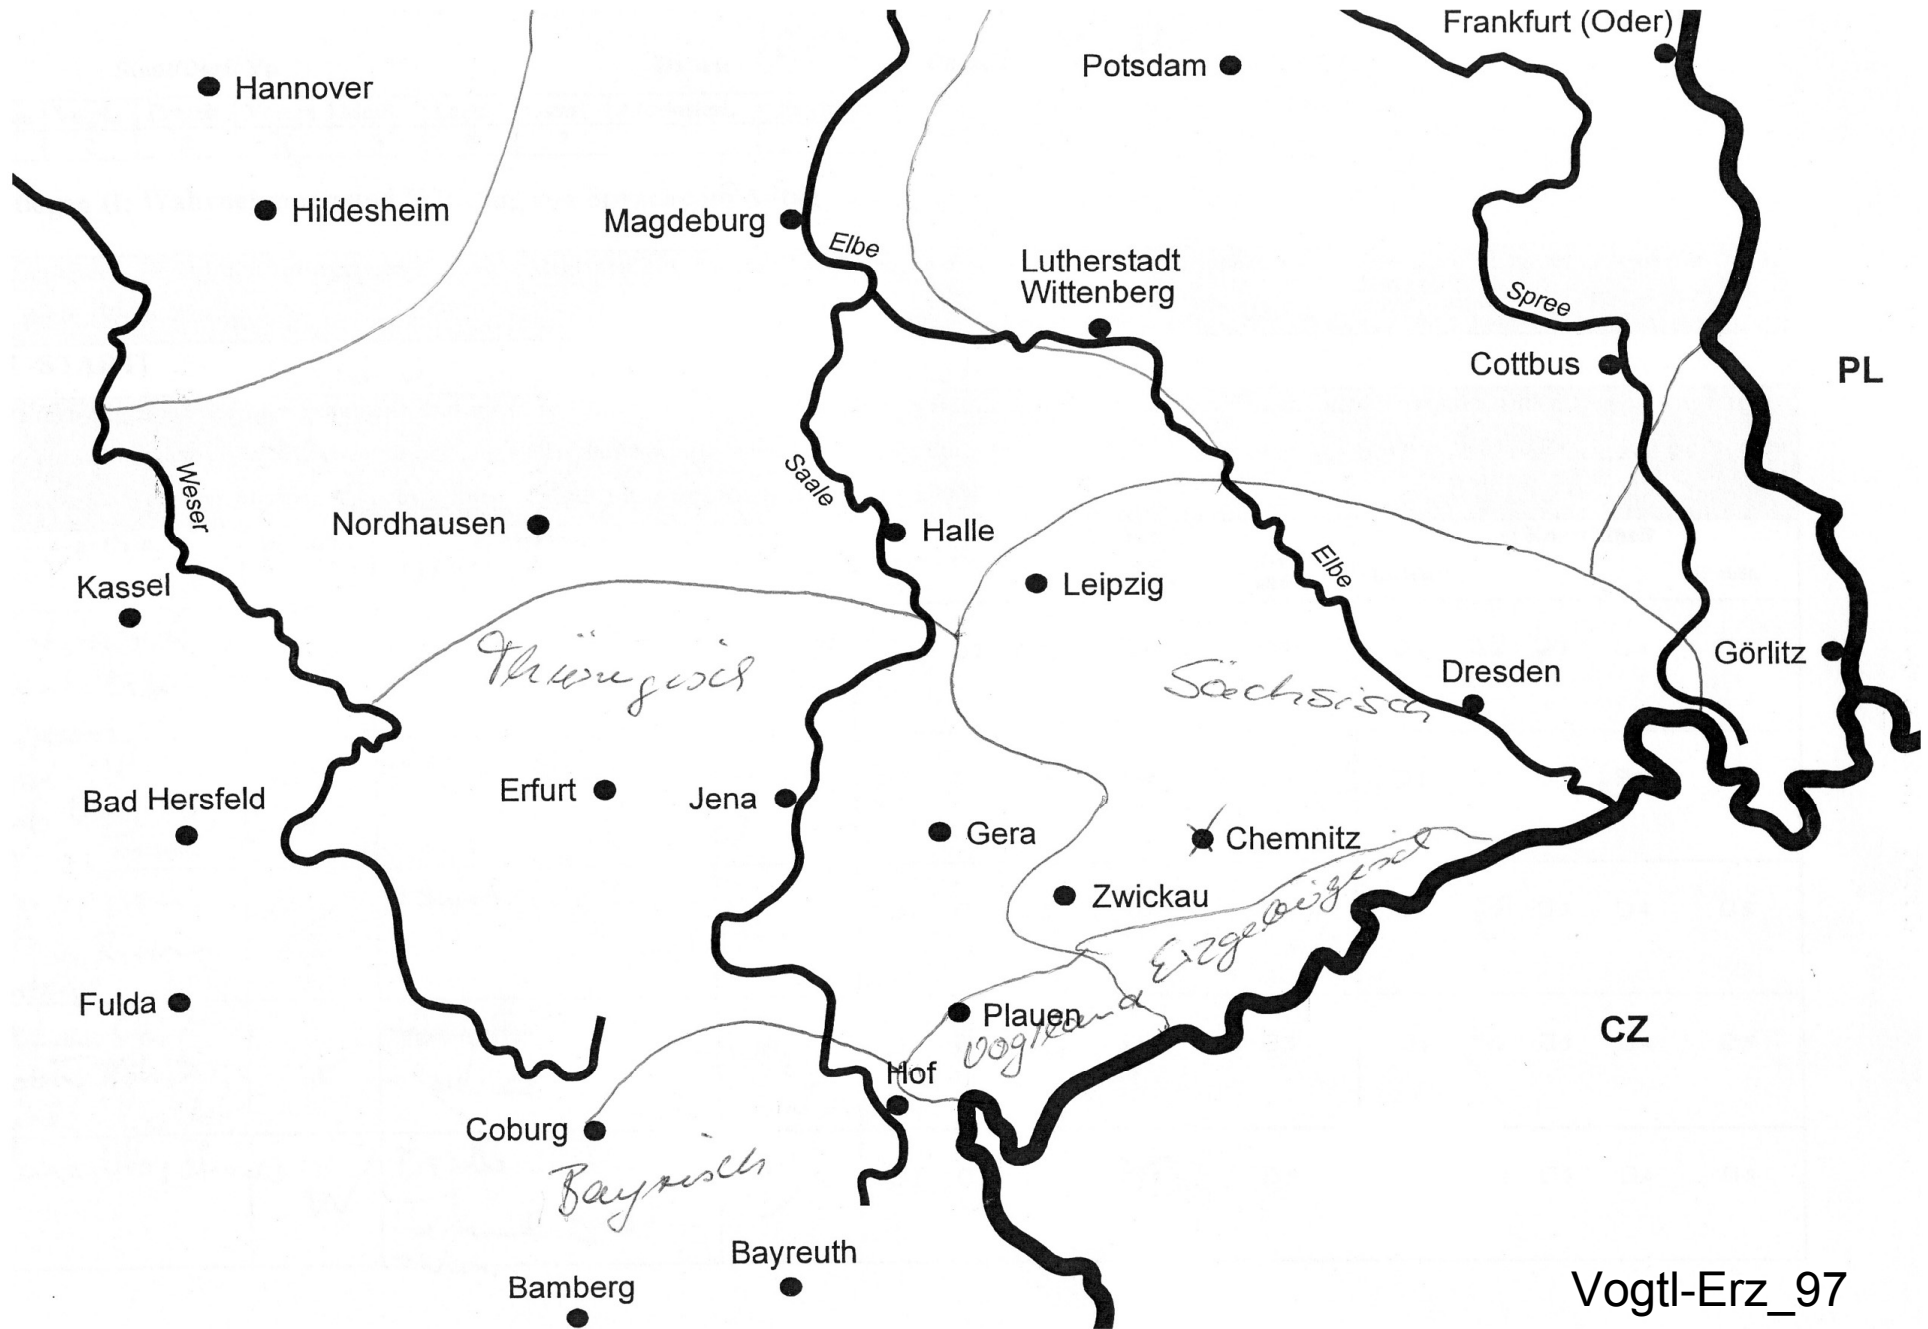 Frankfurt (Oder)
Potsdam
Hannover
Hildesheim
Magdeburg
Elbe
Lutherstadt
Wittenberg
Spree
Cottbus
PL
Weser
Saale
Nordhausen
Halle
Elbe
Kassel
Leipzig
Thüringisch
Sächsisch
Dresden
Görlitz
Bad Hersfeld
Erfurt
Jena
Gera
Chemnitz
Zwickau
Erzgebirgisch
Fulda
Plauen
Vogtland
CZ
Hof
Coburg
Bayrisch
Bayreuth
Bamberg
Vogtl-Erz_97